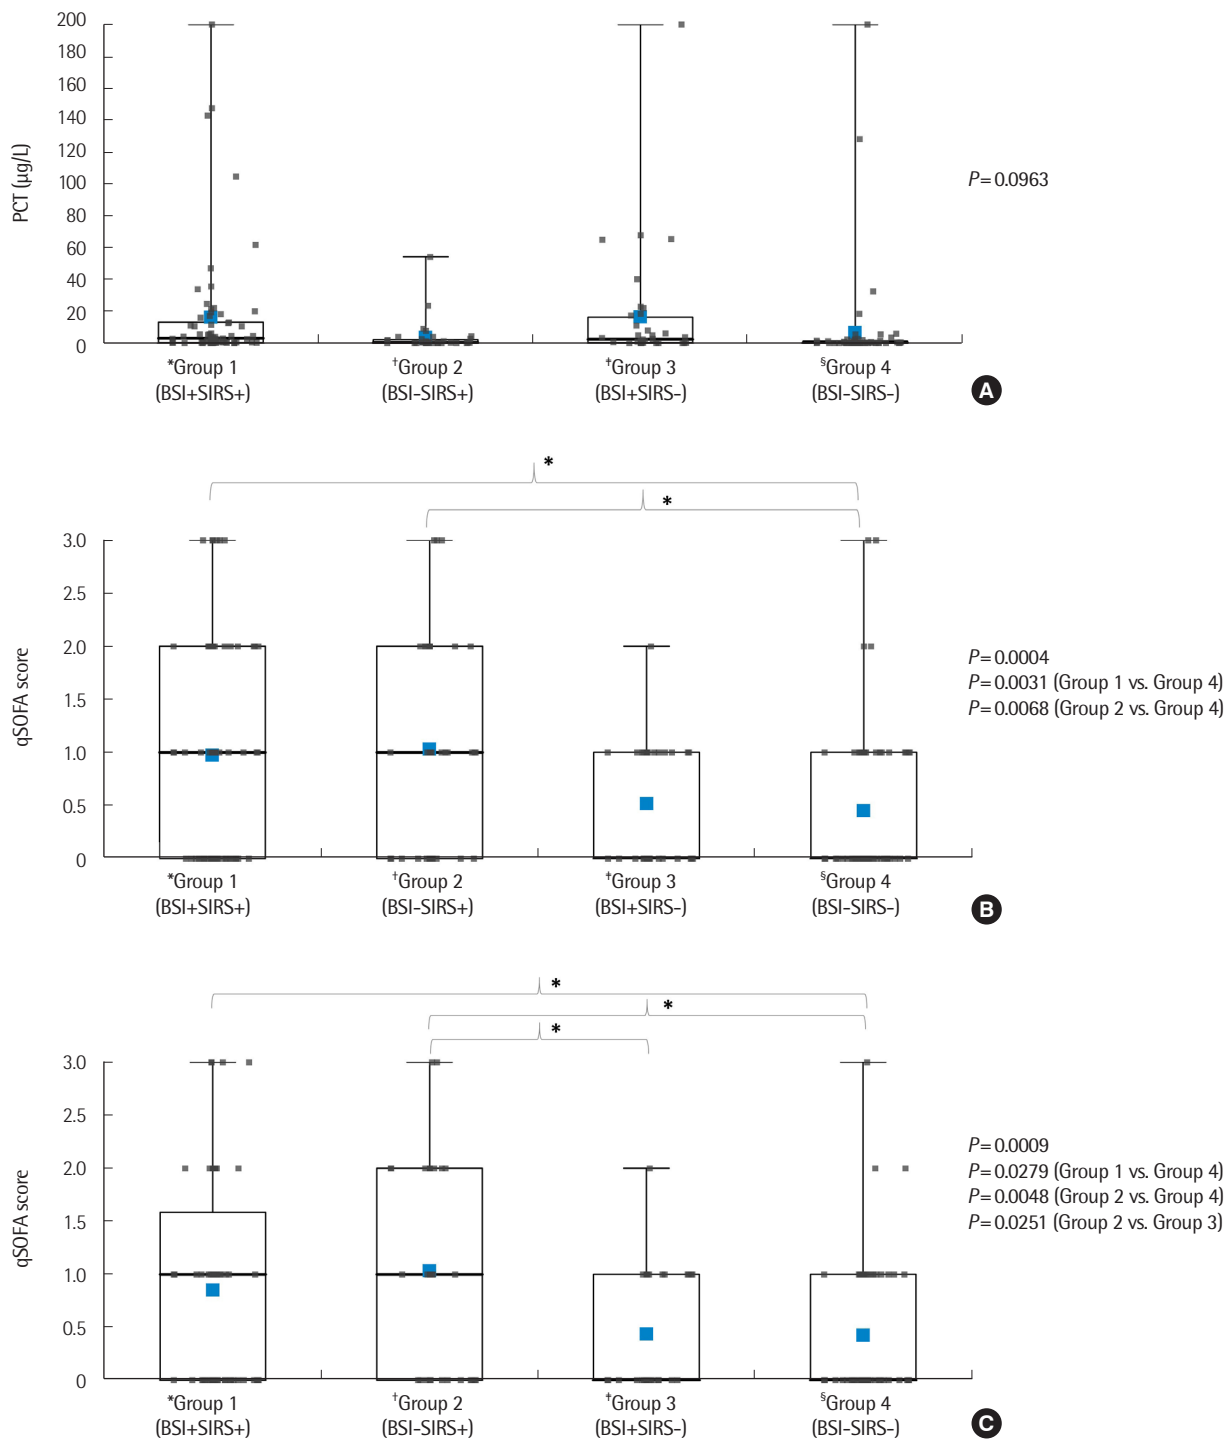 200
180
160
140
120
100
80
60
40
20
0
PCT (µg/L)
P=0.0963
*Group 1
(BSI+SIRS+)
†Group 2
(BSI-SIRS+)
†Group 3
(BSI+SIRS-)
§Group 4
(BSI-SIRS-)
A
*
*
3.0
2.5
2.0
1.5
1.0
0.5
0
qSOFA score
P=0.0004
P=0.0031 (Group 1 vs. Group 4)
P=0.0068 (Group 2 vs. Group 4)
*Group 1
(BSI+SIRS+)
†Group 2
(BSI-SIRS+)
†Group 3
(BSI+SIRS-)
§Group 4
(BSI-SIRS-)
B
*
*
*
3.0
2.5
2.0
1.5
1.0
0.5
0
qSOFA score
P=0.0009
P=0.0279 (Group 1 vs. Group 4)
P=0.0048 (Group 2 vs. Group 4)
P=0.0251 (Group 2 vs. Group 3)
*Group 1
(BSI+SIRS+)
†Group 2
(BSI-SIRS+)
†Group 3
(BSI+SIRS-)
§Group 4
(BSI-SIRS-)
C